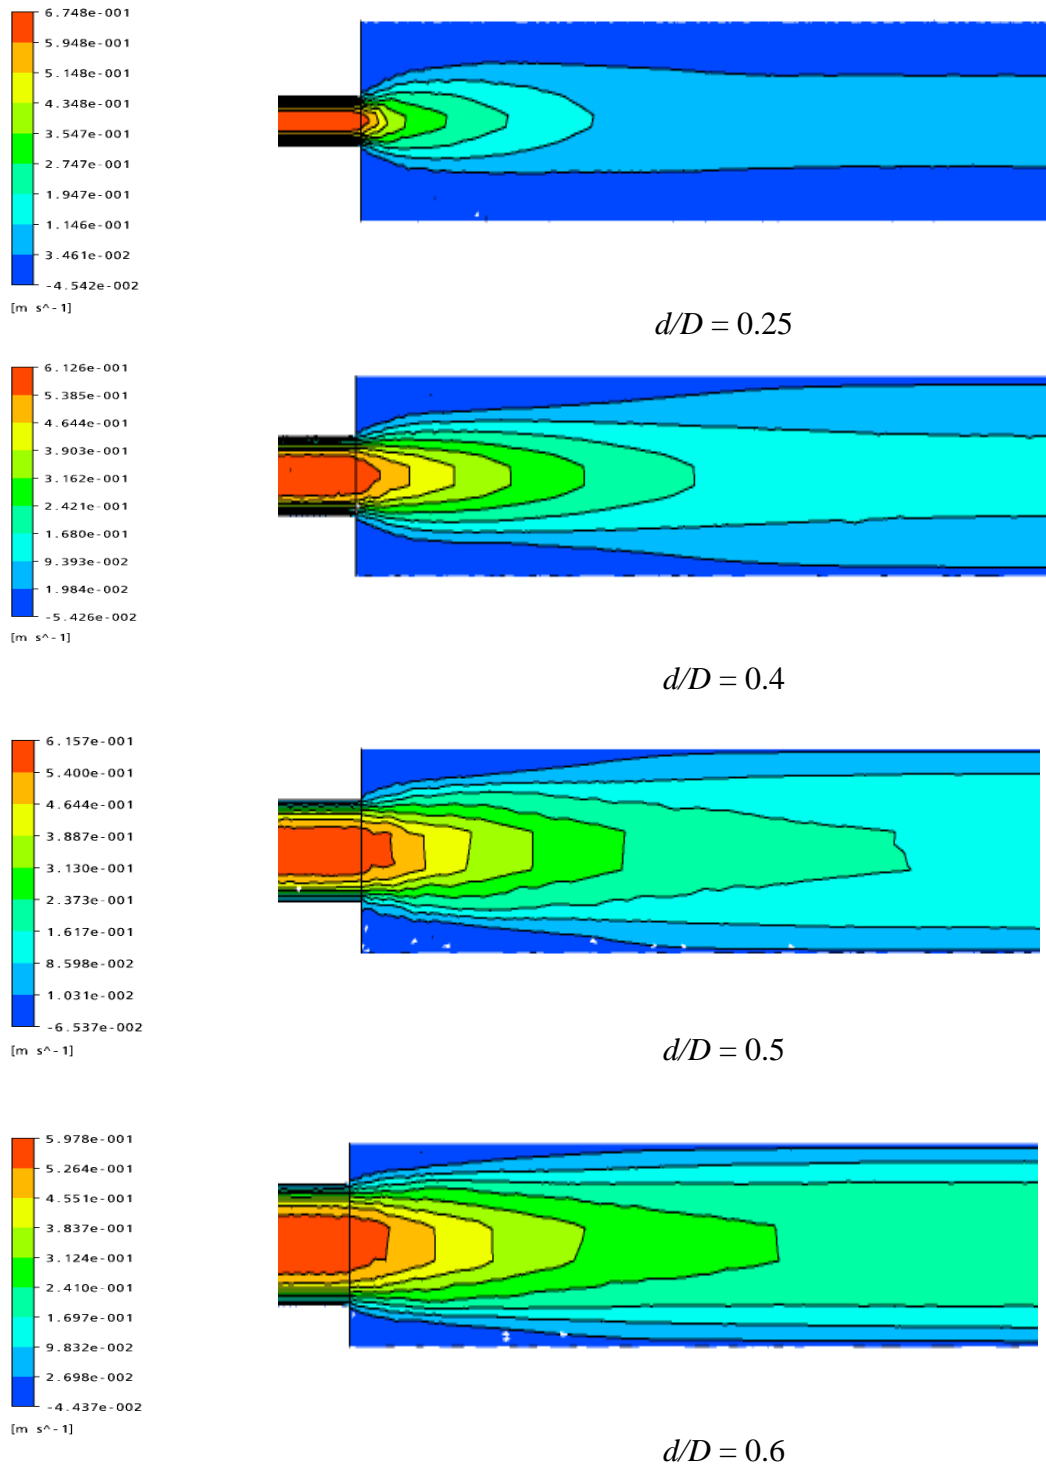 6.748e-001
5.948e-001
5.148e-001
4.348e-001
3.547e-001
2.747e-001
1.947e-001
1.146e-001
3.461e-002
-4.542e-002
[m s^-1]
d/D = 0.25
6.126e-001
5.385e-001
4.644e-001
3.903e-001
3.162e-001
2.421e-001
1.680e-001
9.393e-002
1.984e-002
-5.426e-002
[m s^-1]
d/D = 0.4
6.157e-001
5.400e-001
4.644e-001
3.887e-001
3.130e-001
2.373e-001
1.617e-001
8.598e-002
1.031e-002
-6.537e-002
[m s^-1]
d/D = 0.5
5.978e-001
5.264e-001
4.551e-001
3.837e-001
3.124e-001
2.410e-001
1.697e-001
9.832e-002
2.698e-002
-4.437e-002
[m s^-1]
d/D = 0.6